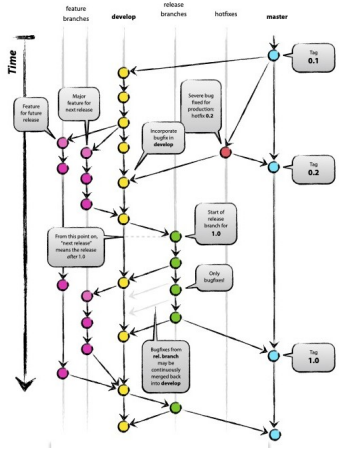 feature
branches
develop
release
branches
hotfixes
master
Time
Tag
0.1
Major
feature for
next release
Feature
for future
release
Severe bug
fixed for
production:
hotfix 0.2
Incorporate
bugfix in
develop
Tag
0.2
Start of
release
branch for
1.0
From this point on,
"next release"
means the release
after 1.0
Only
bugfixes!
Bugfixes from
rel. branch
may be
continuously
merged back
into develop
Tag
1.0